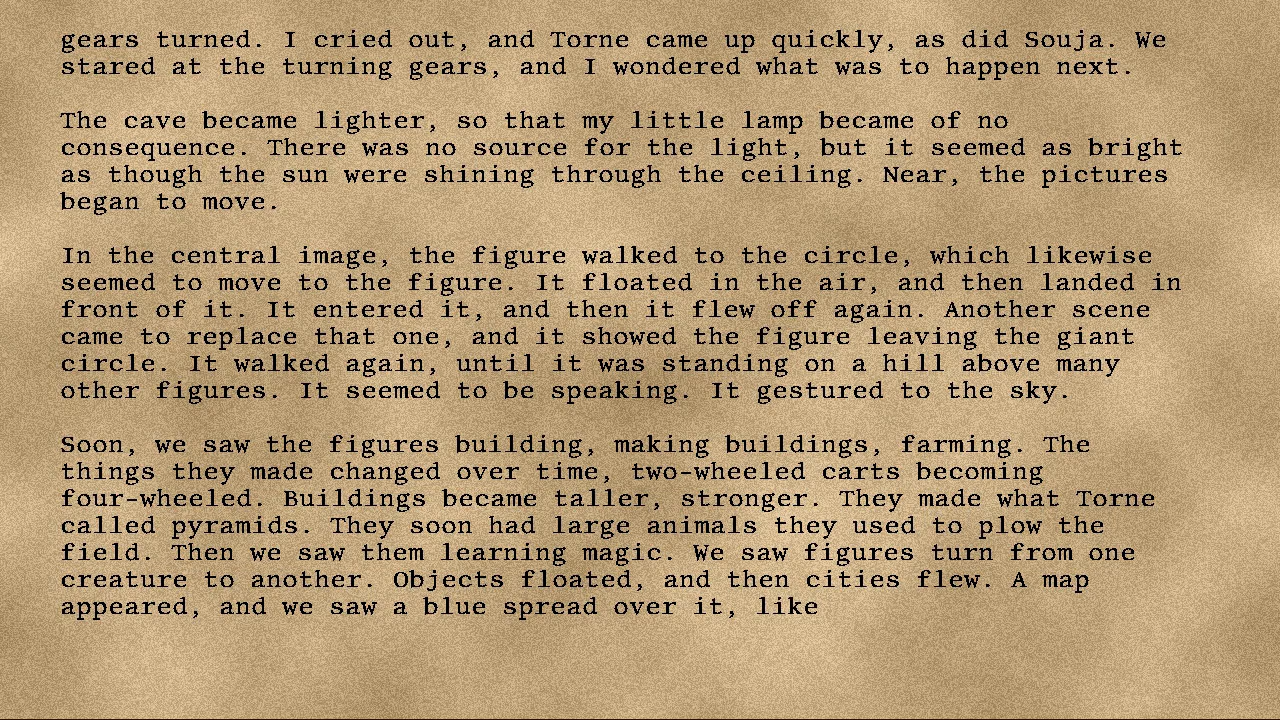 gears turned. I cried out, and Torne came up quickly, as did Souja. We
stared at the turning gears, and I wondered what was to happen next.
The cave became lighter, so that my little lamp became of no
consequence. There was no source for the light, but it seemed as bright
as though the sun were shining through the ceiling. Near, the pictures
began to move.
In the central image, the figure walked to the circle, which likewise
seemed to move to the figure. It floated in the air, and then landed in
front of it. It entered it, and then it flew off again. Another scene
came to replace that one, and it showed the figure leaving the giant
circle. It walked again, until it was standing on a hill above many
other figures. It seemed to be speaking. It gestured to the sky.
Soon, we saw the figures building, making buildings, farming. The
things they made changed over time, two-wheeled carts becoming
four-wheeled. Buildings became taller, stronger. They made what Torne
called pyramids. They soon had large animals they used to plow the
field. Then we saw them learning magic. We saw figures turn from one
creature to another. Objects floated, and then cities flew. A map
appeared, and we saw a blue spread over it, like